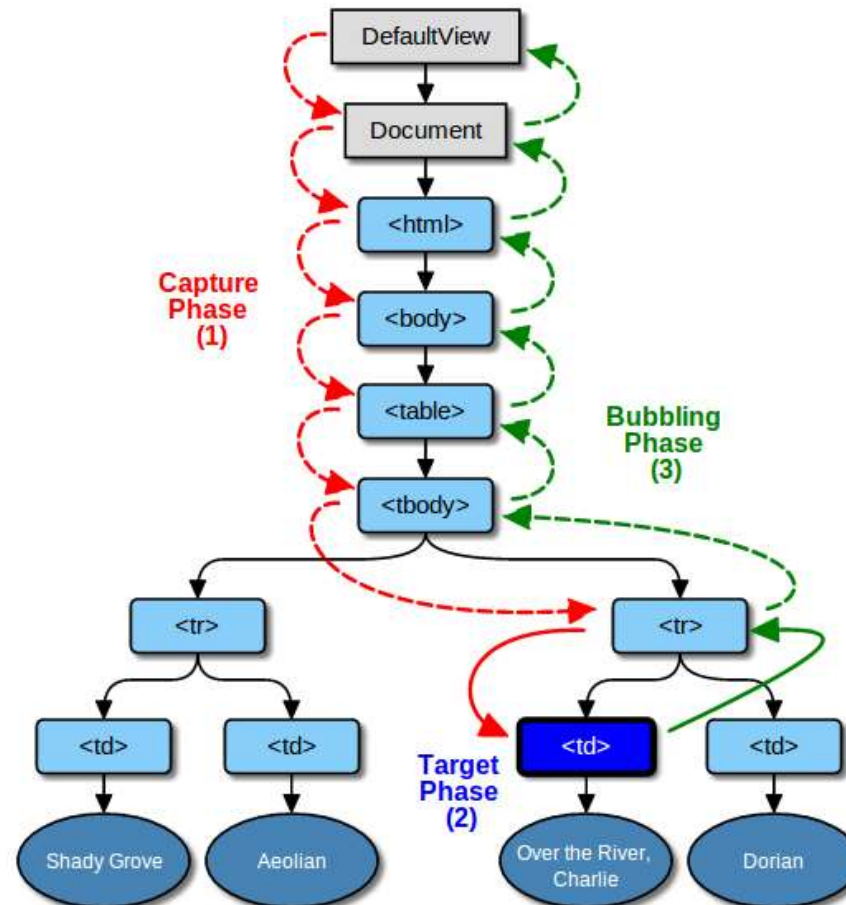 DefaultView
Document
<html>
Capture
Phase
(1)
<body>
<table>
Bubbling
Phase
(3)
<tbody>
<tr>
<tr>
<td>
<td>
<td>
<td>
Target
Phase
(2)
Shady Grove
Aeolian
Over the River,
Charlie
Dorian